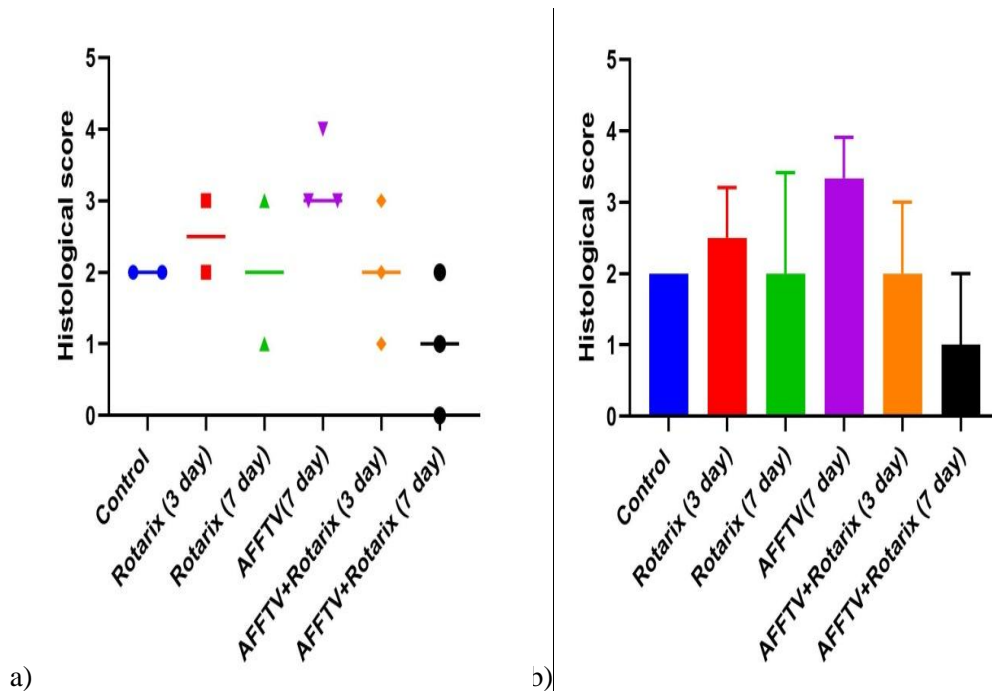 Histological score
5
4
3
2
1
0
Control
Rotarix (3 day)
Rotarix (7 day)
AFFTV(7 day)
AFFTV+Rotarix (3 day)
AFFTV+Rotarix (7 day)
a)
Histological score
5
4
3
2
1
0
Control
Rotarix (3 day)
Rotarix (7 day)
AFFTV(7 day)
AFFTV+Rotarix (3 day)
AFFTV+Rotarix (7 day)
b)